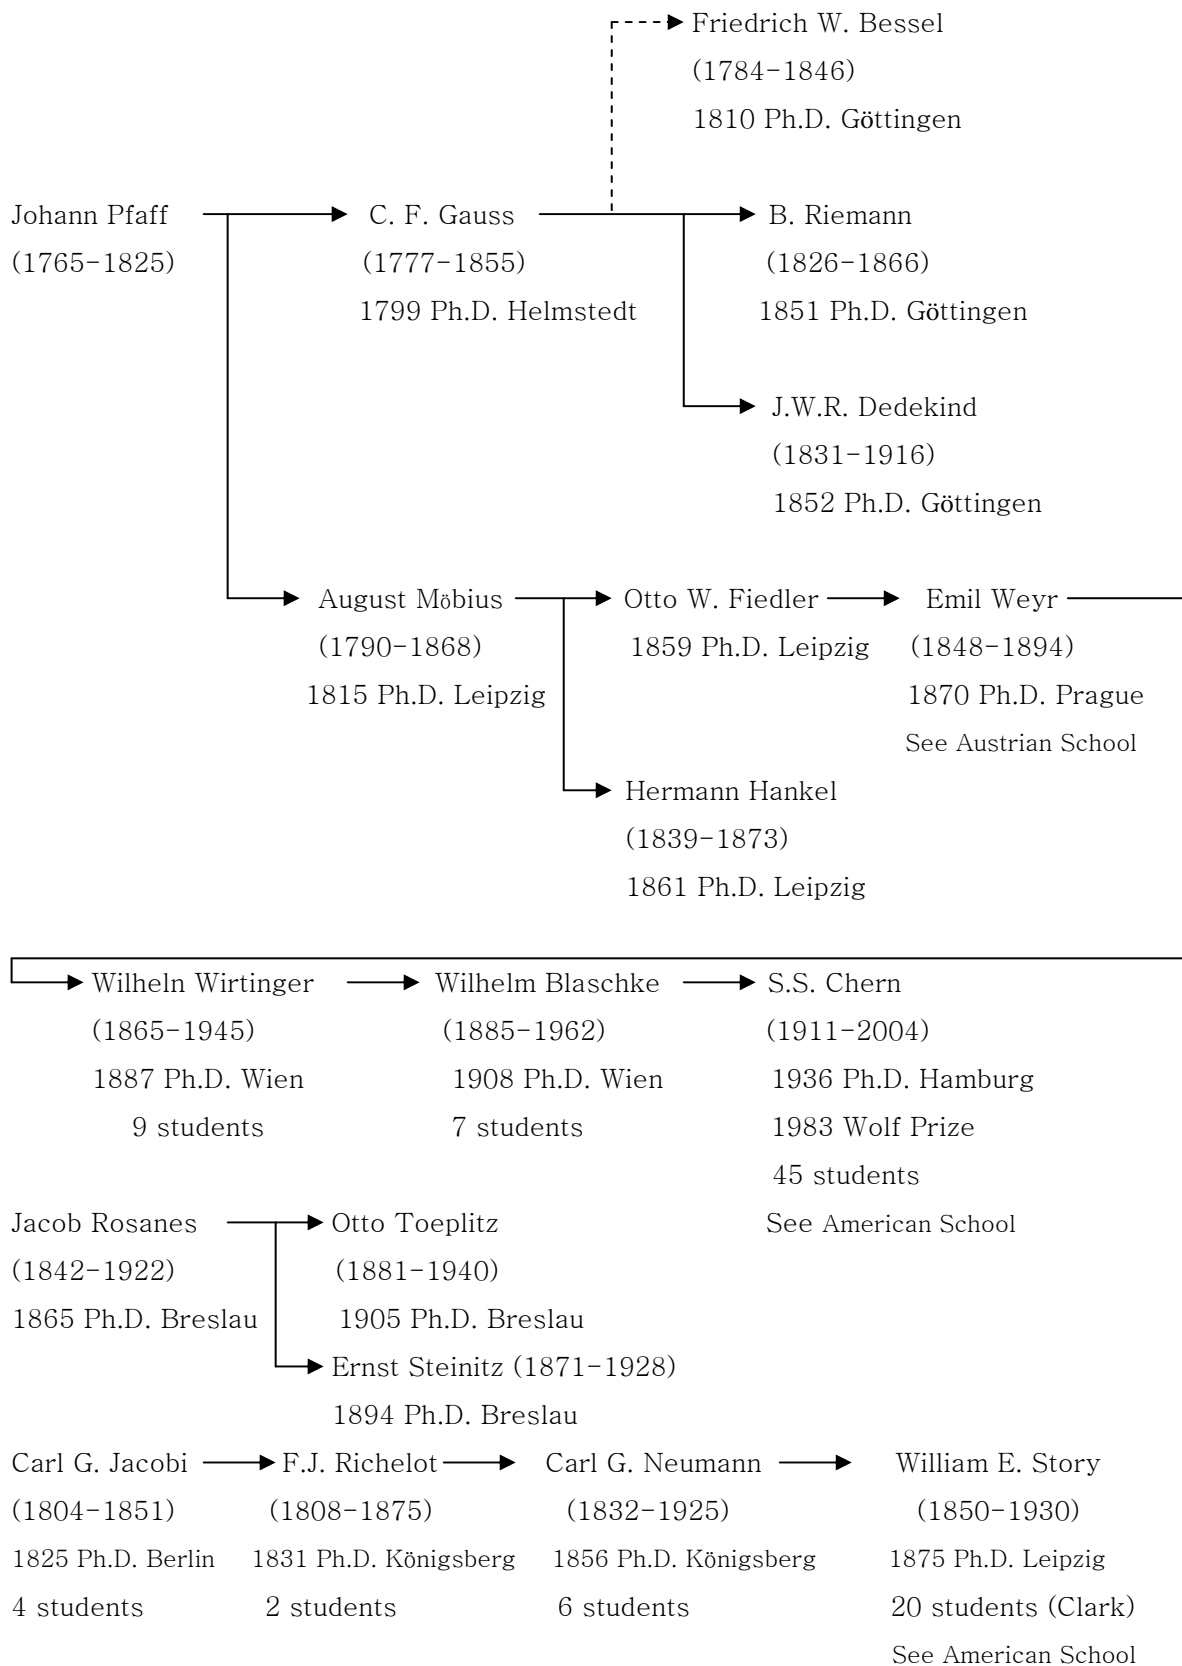 Friedrich W. Bessel
(1784-1846)
1810 Ph.D. Göttingen
Johann Pfaff C. F. Gauss B. Riemann
(1765-1825) (1777-1855) (1826-1866)
1799 Ph.D. Helmstedt 1851 Ph.D. Göttingen
J.W.R. Dedekind
(1831-1916)
1852 Ph.D. Göttingen
August Möbius Otto W. Fiedler Emil Weyr
(1790-1868) 1859 Ph.D. Leipzig (1848-1894)
1815 Ph.D. Leipzig 1870 Ph.D. Prague
See Austrian School
Hermann Hankel
(1839-1873)
1861 Ph.D. Leipzig
Wilheln Wirtinger Wilhelm Blaschke S.S. Chern
(1865-1945) (1885-1962) (1911-2004)
1887 Ph.D. Wien 1908 Ph.D. Wien 1936 Ph.D. Hamburg
9 students 7 students 1983 Wolf Prize
45 students
Jacob Rosanes Otto Toeplitz See American School
(1842-1922) (1881-1940)
1865 Ph.D. Breslau 1905 Ph.D. Breslau
Ernst Steinitz (1871-1928)
1894 Ph.D. Breslau
Carl G. Jacobi F.J. Richelot Carl G. Neumann William E. Story
(1804-1851) (1808-1875) (1832-1925) (1850-1930)
1825 Ph.D. Berlin 1831 Ph.D. Königsberg 1856 Ph.D. Königsberg 1875 Ph.D. Leipzig
4 students 2 students 6 students 20 students (Clark)
See American School